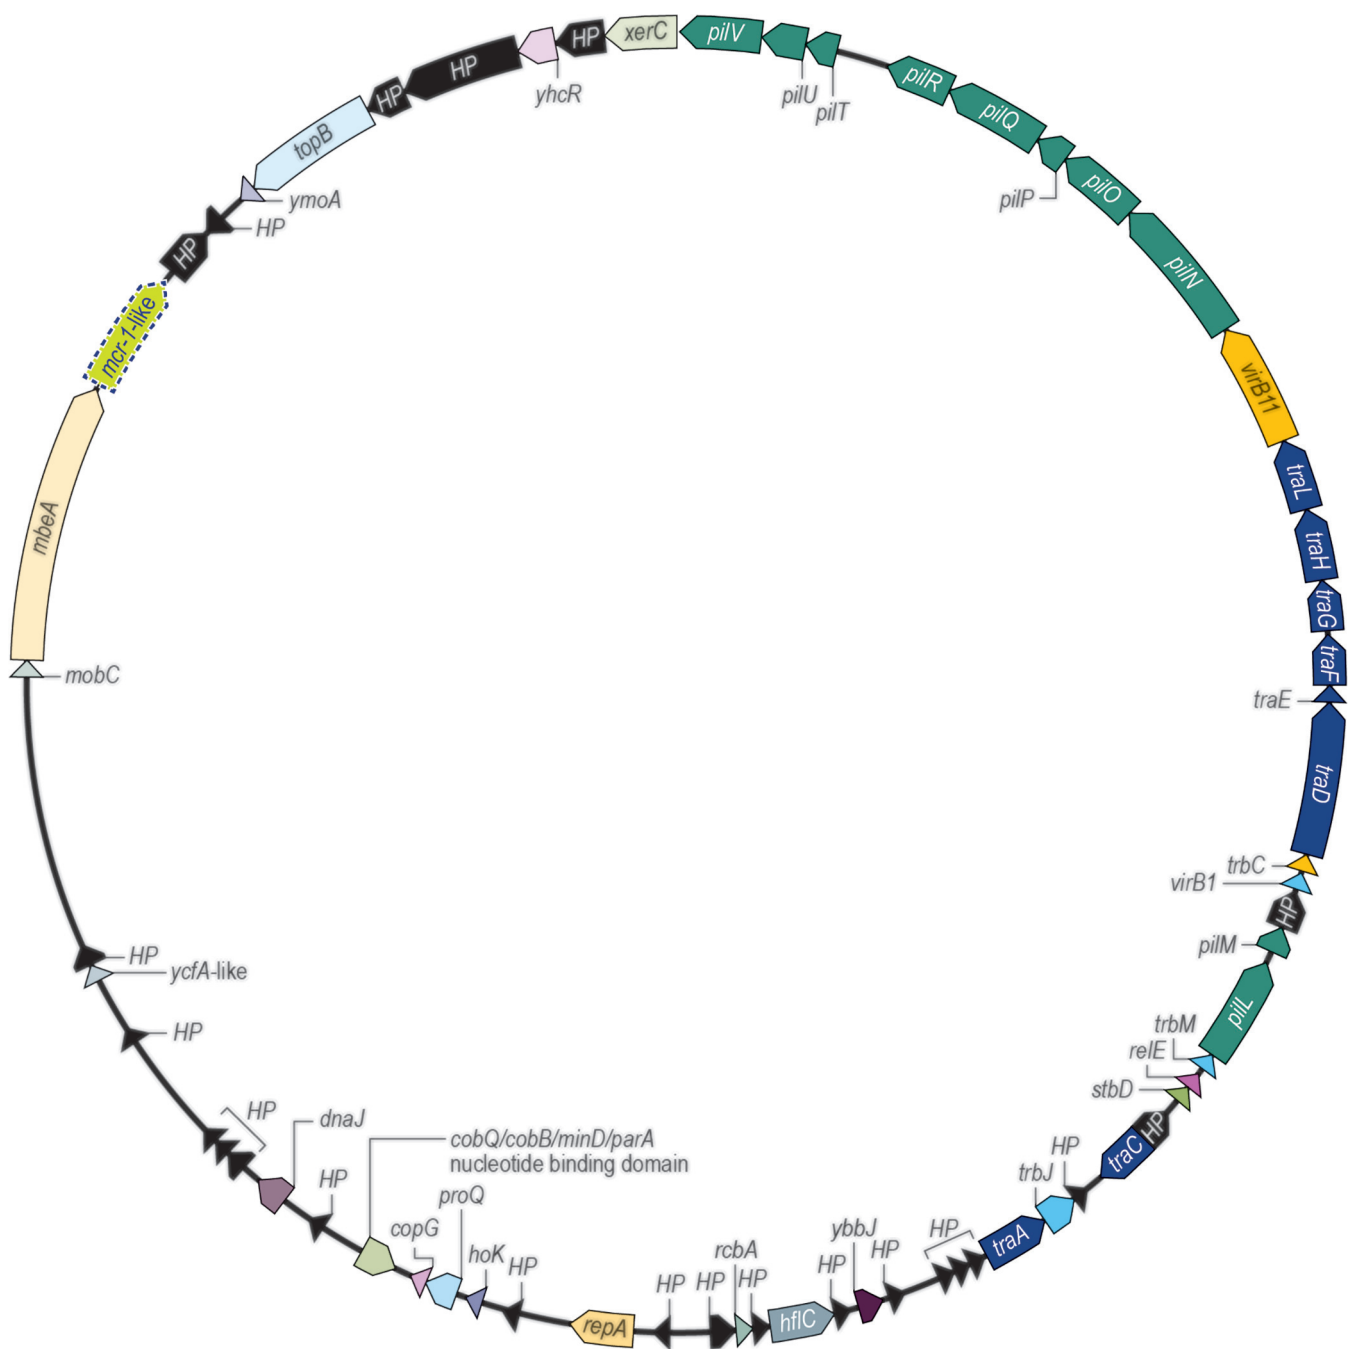 xerC
pilV
pilU
pilT
pilR
pilQ
pilP
pilO
pilN
virB11
traL
traH
traG
traF
traE
traD
trbC
virB1
HP
pilM
pilL
trbM
relE
stbD
HP
traC
HP
trbJ
traA
HP
HP
ybbJ
HP
hflC
HP
rcbA
HP
HP
repA
HP
hoK
proQ
copG
cobQ/cobB/minD/parA
nucleotide binding domain
HP
dnaJ
HP
HP
ycfA-like
HP
mobC
mbeA
mcr-1-like
HP
HP
ymoA
topB
HP
HP
yhcR
HP